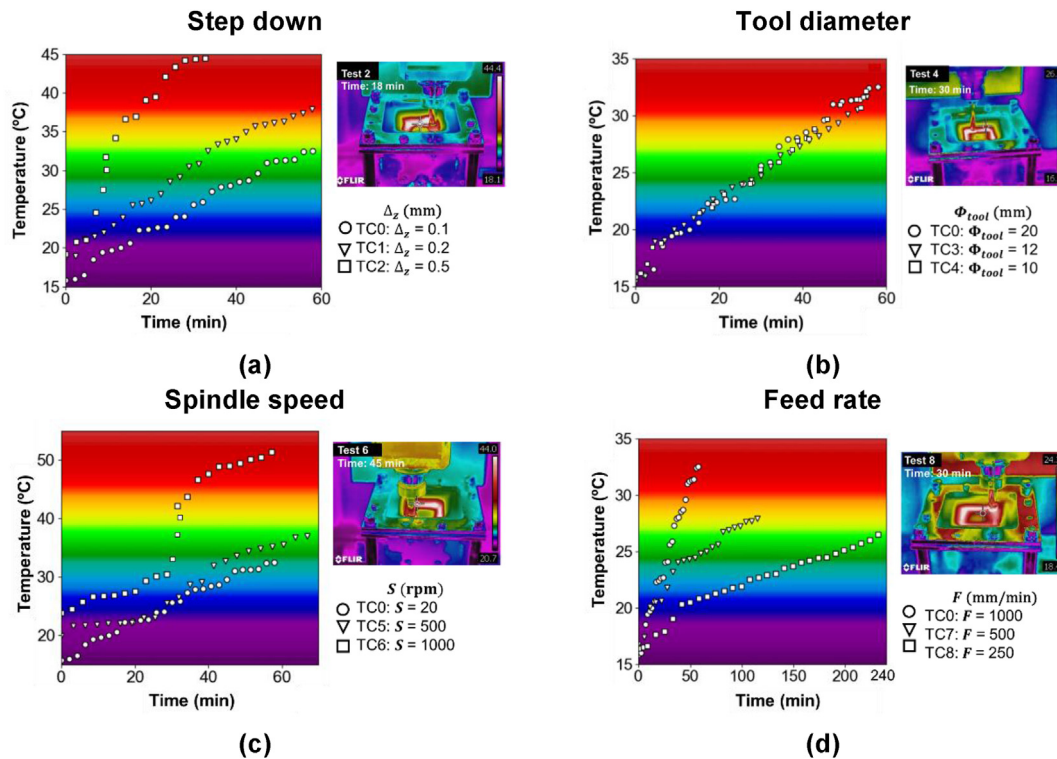 Step down
Tool diameter
45
40
35
30
25
20
15
0
20
40
60
Temperature (ºC)
Time (min)
Test 2
Time: 18 min
44.4
18.1
FLIR
Δz (mm)
TC0: Δz = 0.1
TC1: Δz = 0.2
TC2: Δz = 0.5
(a)
35
30
25
20
15
0
20
40
60
Temperature (ºC)
Time (min)
Test 4
Time: 30 min
FLIR
Φtool (mm)
TC0: Φtool = 20
TC3: Φtool = 12
TC4: Φtool = 10
(b)
Spindle speed
Feed rate
50
40
30
20
0
20
40
60
Temperature (ºC)
Time (min)
Test 6
Time: 45 min
44.0
20.7
FLIR
S (rpm)
TC0: S = 20
TC5: S = 500
TC6: S = 1000
(c)
35
30
25
20
15
0
50
100
150
200
240
Temperature (ºC)
Time (min)
Test 8
Time: 30 min
FLIR
F (mm/min)
TC0: F = 1000
TC7: F = 500
TC8: F = 250
(d)